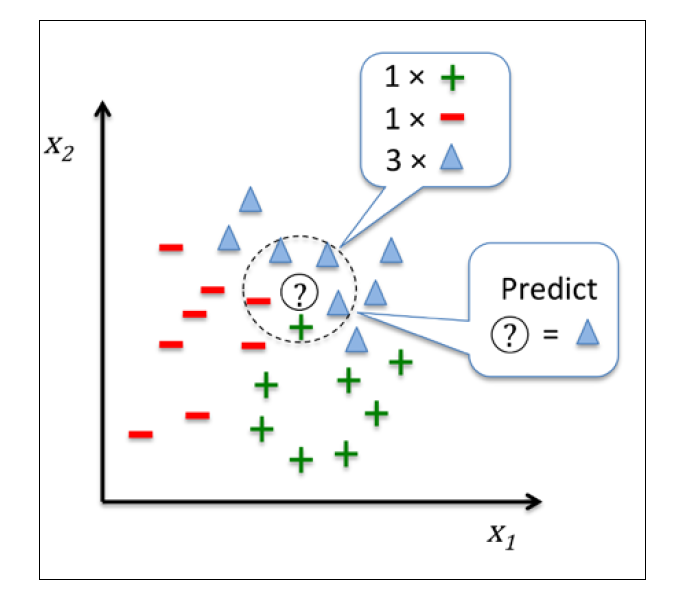 1 × +
1 × −
3 × ▲
x₂
?
Predict
? = ▲
x₁